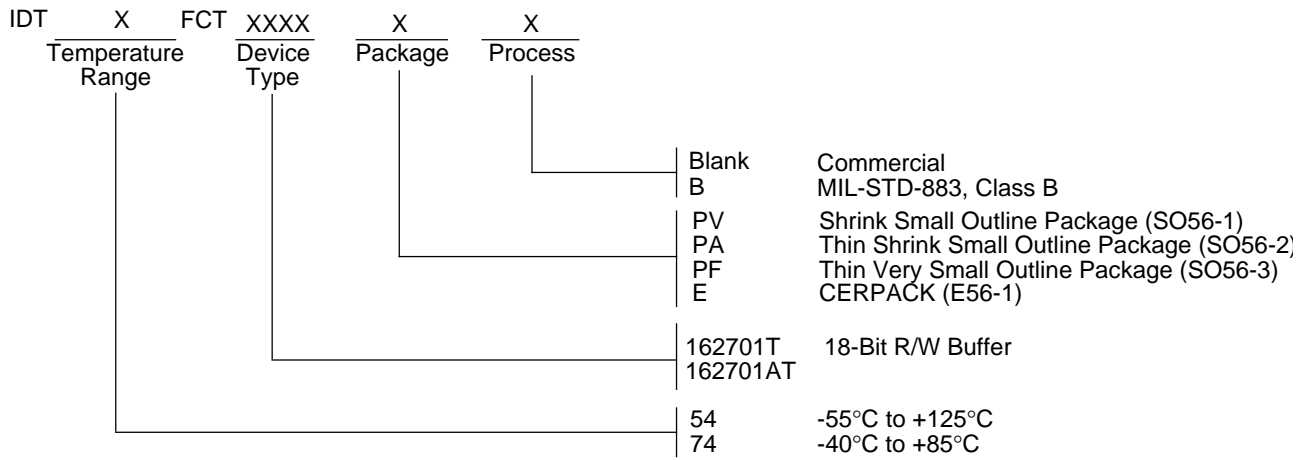 IDT X FCT XXXX X X
Temperature Device Package Process
Range Type
Blank Commercial
B MIL-STD-883, Class B
PV Shrink Small Outline Package (SO56-1)
PA Thin Shrink Small Outline Package (SO56-2)
PF Thin Very Small Outline Package (SO56-3)
E CERPACK (E56-1)
162701T 18-Bit R/W Buffer
162701AT
54 -55°C to +125°C
74 -40°C to +85°C